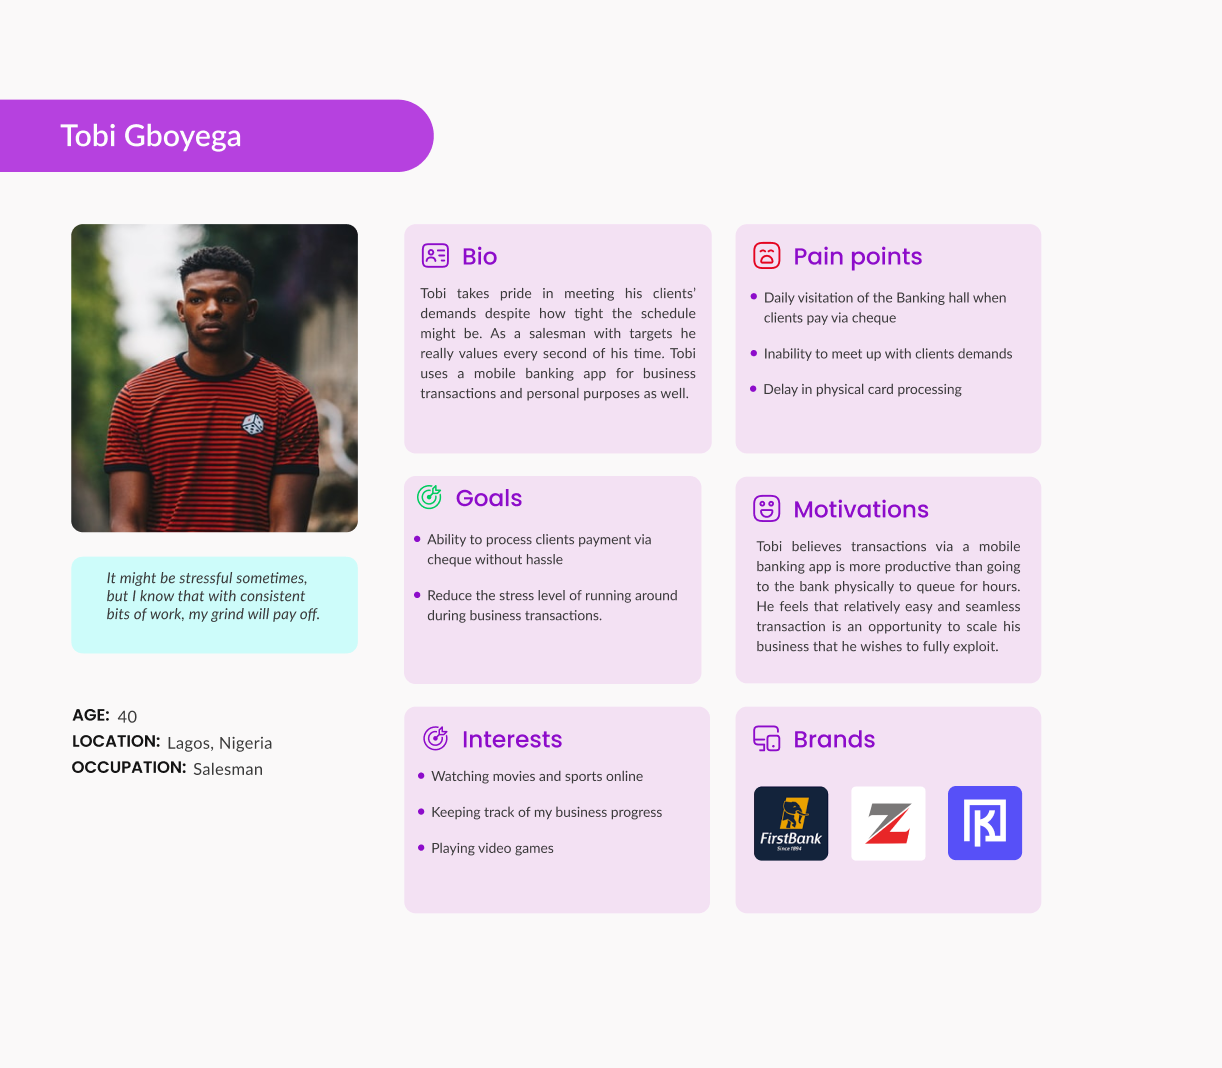 Tobi Gboyega
Bio
Tobi takes pride in meeting his clients’
demands despite how tight the schedule
might be. As a salesman with targets he
really values every second of his time. Tobi
uses a mobile banking app for business
transactions and personal purposes as well.
Pain points
Daily visitation of the Banking hall when
clients pay via cheque
Inability to meet up with clients demands
Delay in physical card processing
It might be stressful sometimes,
but I know that with consistent
bits of work, my grind will pay off.
AGE: 40
LOCATION: Lagos, Nigeria
OCCUPATION: Salesman
Goals
Ability to process clients payment via
cheque without hassle
Reduce the stress level of running around
during business transactions.
Motivations
Tobi believes transactions via a mobile
banking app is more productive than going
to the bank physically to queue for hours.
He feels that relatively easy and seamless
transaction is an opportunity to scale his
business that he wishes to fully exploit.
Interests
Watching movies and sports online
Keeping track of my business progress
Playing video games
Brands
FirstBank
Since 1894
Z
K